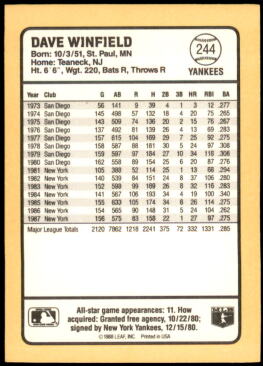 DAVE WINFIELD
Born: 10/3/51, St. Paul, MN
Home: Teaneck, NJ
Ht. 6' 6", Wgt. 220, Bats R, Throws R
244
YANKEES
Year Club G AB R H 2B 3B HR RBI BA
1973 San Diego 56 141 9 39 4 1 3 12 .277
1974 San Diego 145 498 57 132 18 4 20 75 .265
1975 San Diego 143 509 74 136 20 2 15 76 .267
1976 San Diego 137 492 81 139 26 4 13 69 .283
1977 San Diego 157 615 104 169 29 7 25 92 .275
1978 San Diego 158 587 88 181 30 5 24 97 .308
1979 San Diego 159 597 97 184 27 10 34 118 .308
1980 San Diego 162 558 89 154 25 6 20 87 .276
1981 New York 105 388 52 114 25 1 13 68 .294
1982 New York 140 539 84 151 24 8 37 106 .280
1983 New York 152 598 99 169 26 8 32 116 .283
1984 New York 141 567 106 193 34 4 19 100 .340
1985 New York 155 633 105 174 34 6 26 114 .275
1986 New York 154 565 90 148 31 5 24 104 .262
1987 New York 156 575 83 158 22 1 27 97 .275
Major League Totals 2120 7862 1218 2241 375 72 332 1331 .285
All-star game appearances: 11. How
acquired: Granted free agency, 10/22/80;
signed by New York Yankees, 12/15/80.
© 1988 LEAF, INC. Printed in USA